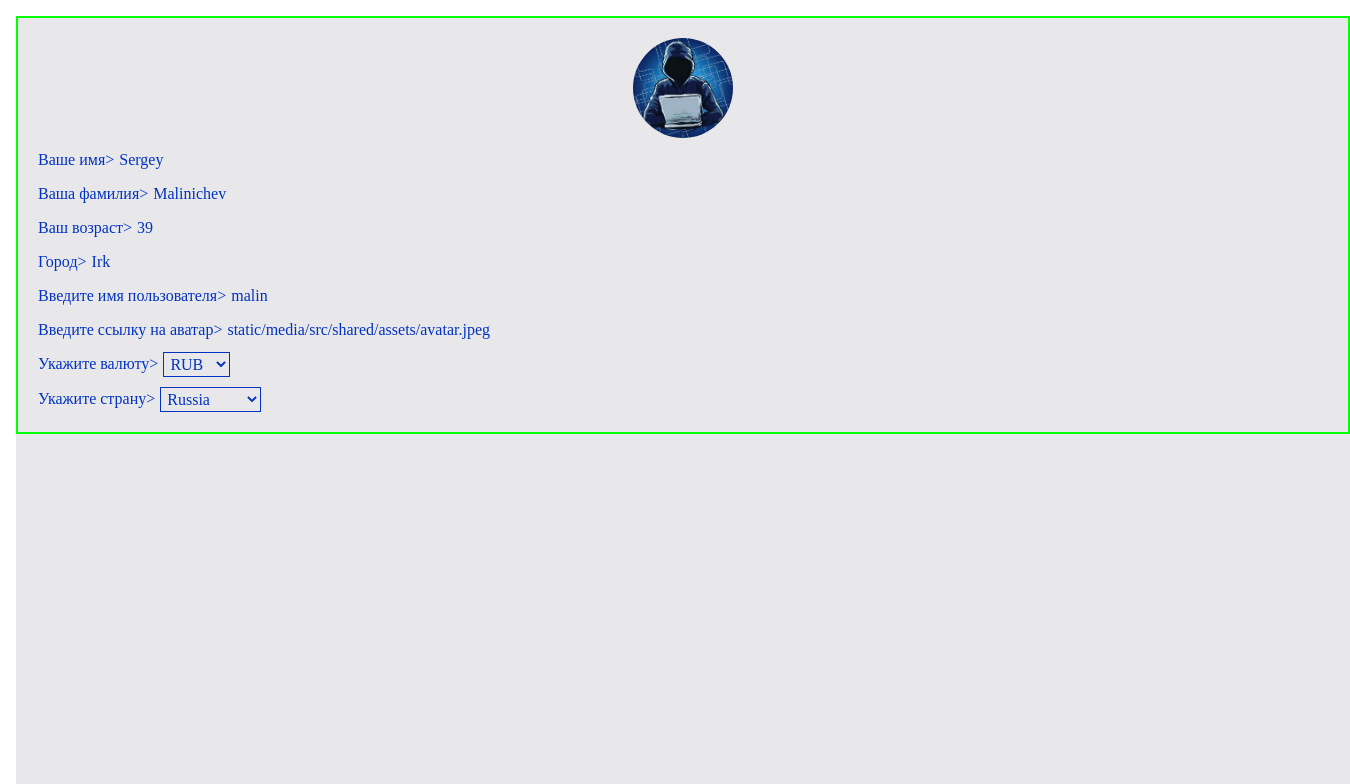 Ваше имя> Sergey
Ваша фамилия> Malinichev
Ваш возраст> 39
Город> Irk
Введите имя пользователя> malin
Введите ссылку на аватар> static/media/src/shared/assets/avatar.jpeg
Укажите валюту> RUB
Укажите страну> Russia